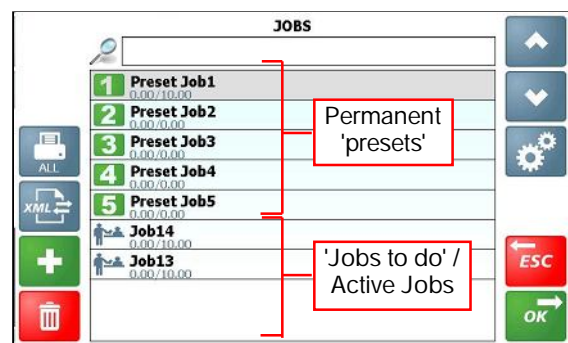 JOBS
1 Preset Job1
0.00/10.00
2 Preset Job2
0.00/0.00
3 Preset Job3
0.00/0.00
4 Preset Job4
0.00/0.00
5 Preset Job5
0.00/0.00
Job14
0.00/10.00
Job13
0.00/10.00
Permanent
'presets'
'Jobs to do' /
Active Jobs
ALL
XML
ESC
OK